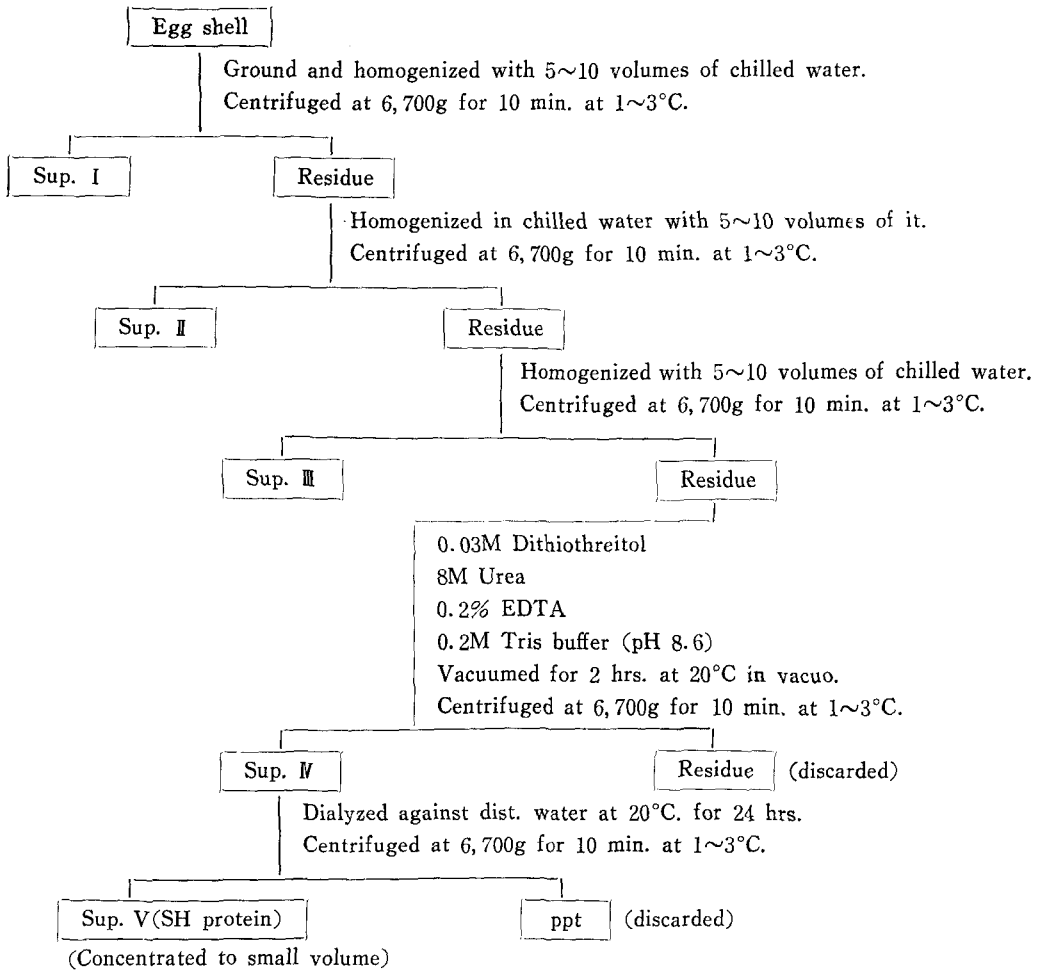 Egg shell
Ground and homogenized with 5~10 volumes of chilled water.
Centrifuged at 6,700g for 10 min. at 1~3°C.
Sup. Ⅰ
Residue
Homogenized in chilled water with 5~10 volumes of it.
Centrifuged at 6,700g for 10 min. at 1~3°C.
Sup. Ⅱ
Residue
Homogenized with 5~10 volumes of chilled water.
Centrifuged at 6,700g for 10 min. at 1~3°C.
Sup. Ⅲ
Residue
0.03M Dithiothreitol
8M Urea
0.2% EDTA
0.2M Tris buffer (pH 8.6)
Vacuumed for 2 hrs. at 20°C in vacuo.
Centrifuged at 6,700g for 10 min. at 1~3°C.
Sup. Ⅳ
Residue (discarded)
Dialyzed against dist. water at 20°C. for 24 hrs.
Centrifuged at 6,700g for 10 min. at 1~3°C.
Sup. V(SH protein)
ppt (discarded)
(Concentrated to small volume)